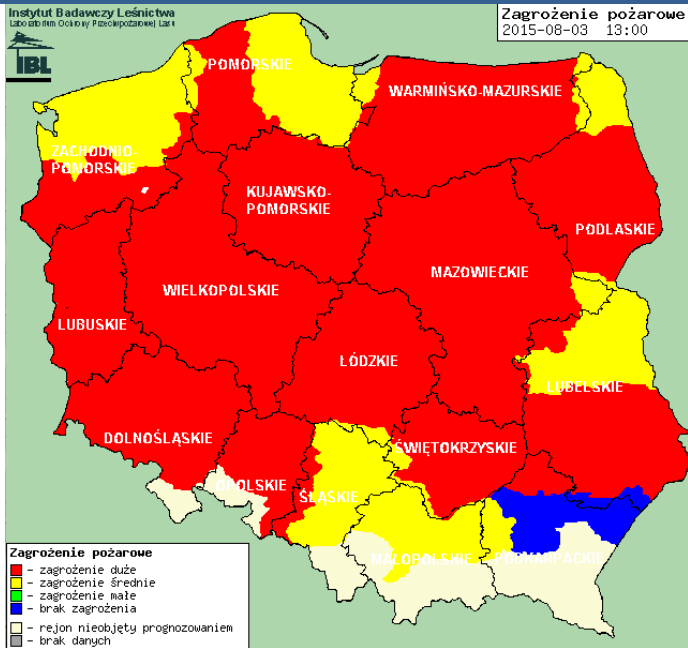 Instytut Badawczy Leśnictwa
Laboratorium Ochrony Przeciwpożarowej Lasu
IBL
Zagrożenie pożarowe
2015-08-03 13:00
POMORSKIE
WARMIŃSKO-MAZURSKIE
ZACHODNIO-
POMORSKIE
KUJAWSKO-
POMORSKIE
PODLASKIE
MAZOWIECKIE
WIELKOPOLSKIE
LUBUSKIE
ŁÓDZKIE
LUBELSKIE
DOLNOŚLĄSKIE
ŚWIĘTOKRZYSKIE
OPOLSKIE
ŚLĄSKIE
MAŁOPOLSKIE
PODKARPACKIE
Zagrożenie pożarowe
- zagrożenie duże
- zagrożenie średnie
- zagrożenie małe
- brak zagrożenia
- rejon nieobjęty prognozowaniem
- brak danych